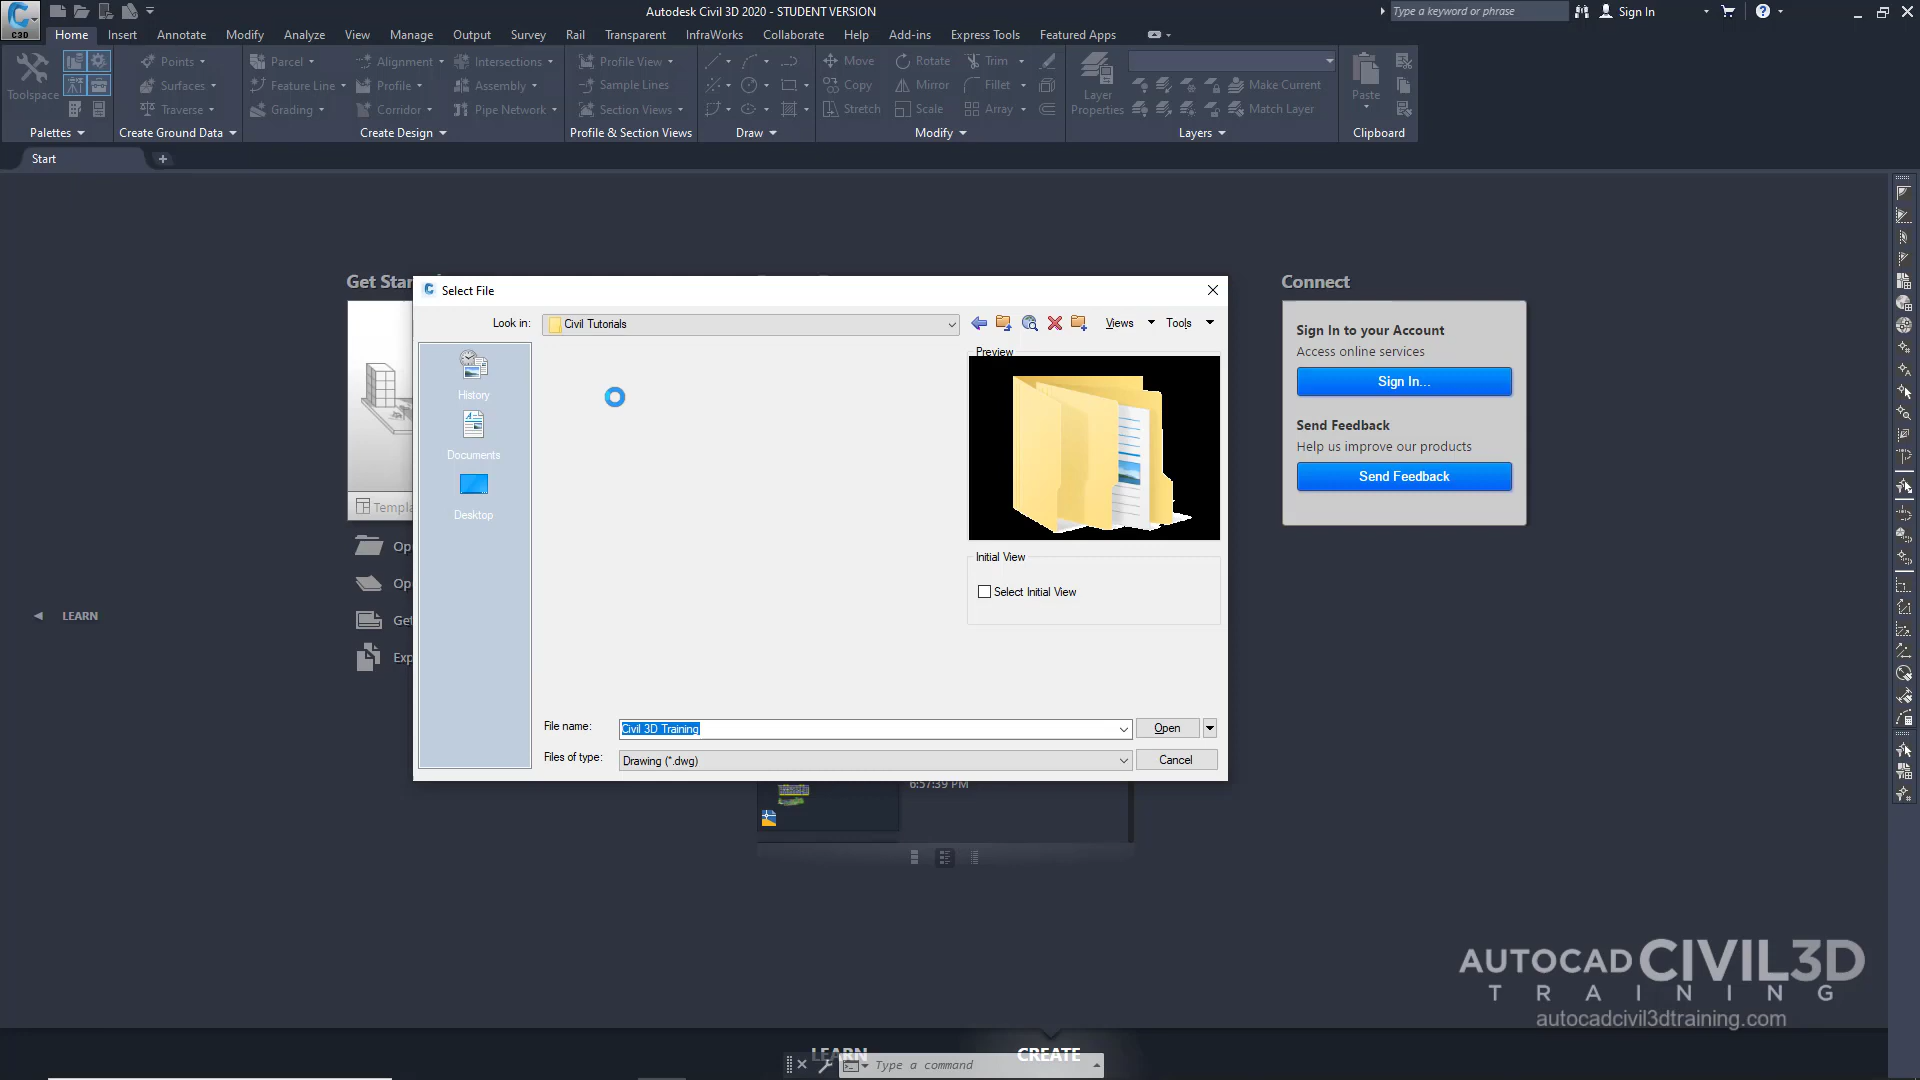 Autodesk Civil 3D 2020 - STUDENT VERSION
Type a keyword or phrase
Sign In
C3D
Home Insert Annotate Modify Analyze View Manage Output Survey Rail Transparent InfraWorks Collaborate Help Add-ins Express Tools Featured Apps
Points Parcel Alignment Intersections Profile View Move Rotate Trim
Toolspace Surfaces Feature Line Profile Assembly Sample Lines Copy Mirror Fillet Layer Properties Make Current Paste
Traverse Grading Corridor Pipe Network Section Views Stretch Scale Array Match Layer
Palettes Create Ground Data Create Design Profile & Section Views Draw Modify Layers Clipboard
Start
Connect
Sign In to your Account
Access online services
Sign In...
Send Feedback
Help us improve our products
Send Feedback
Select File
Look in: Civil Tutorials
Views Tools
History
Documents
Desktop
Preview
Initial View
Select Initial View
File name: Civil 3D Training Open
Files of type: Drawing (*.dwg) Cancel
LEARN
6:57:39 PM
AUTOCAD CIVIL3D
TRAINING
autocadcivil3dtraining.com
LEARN CREATE
Type a command